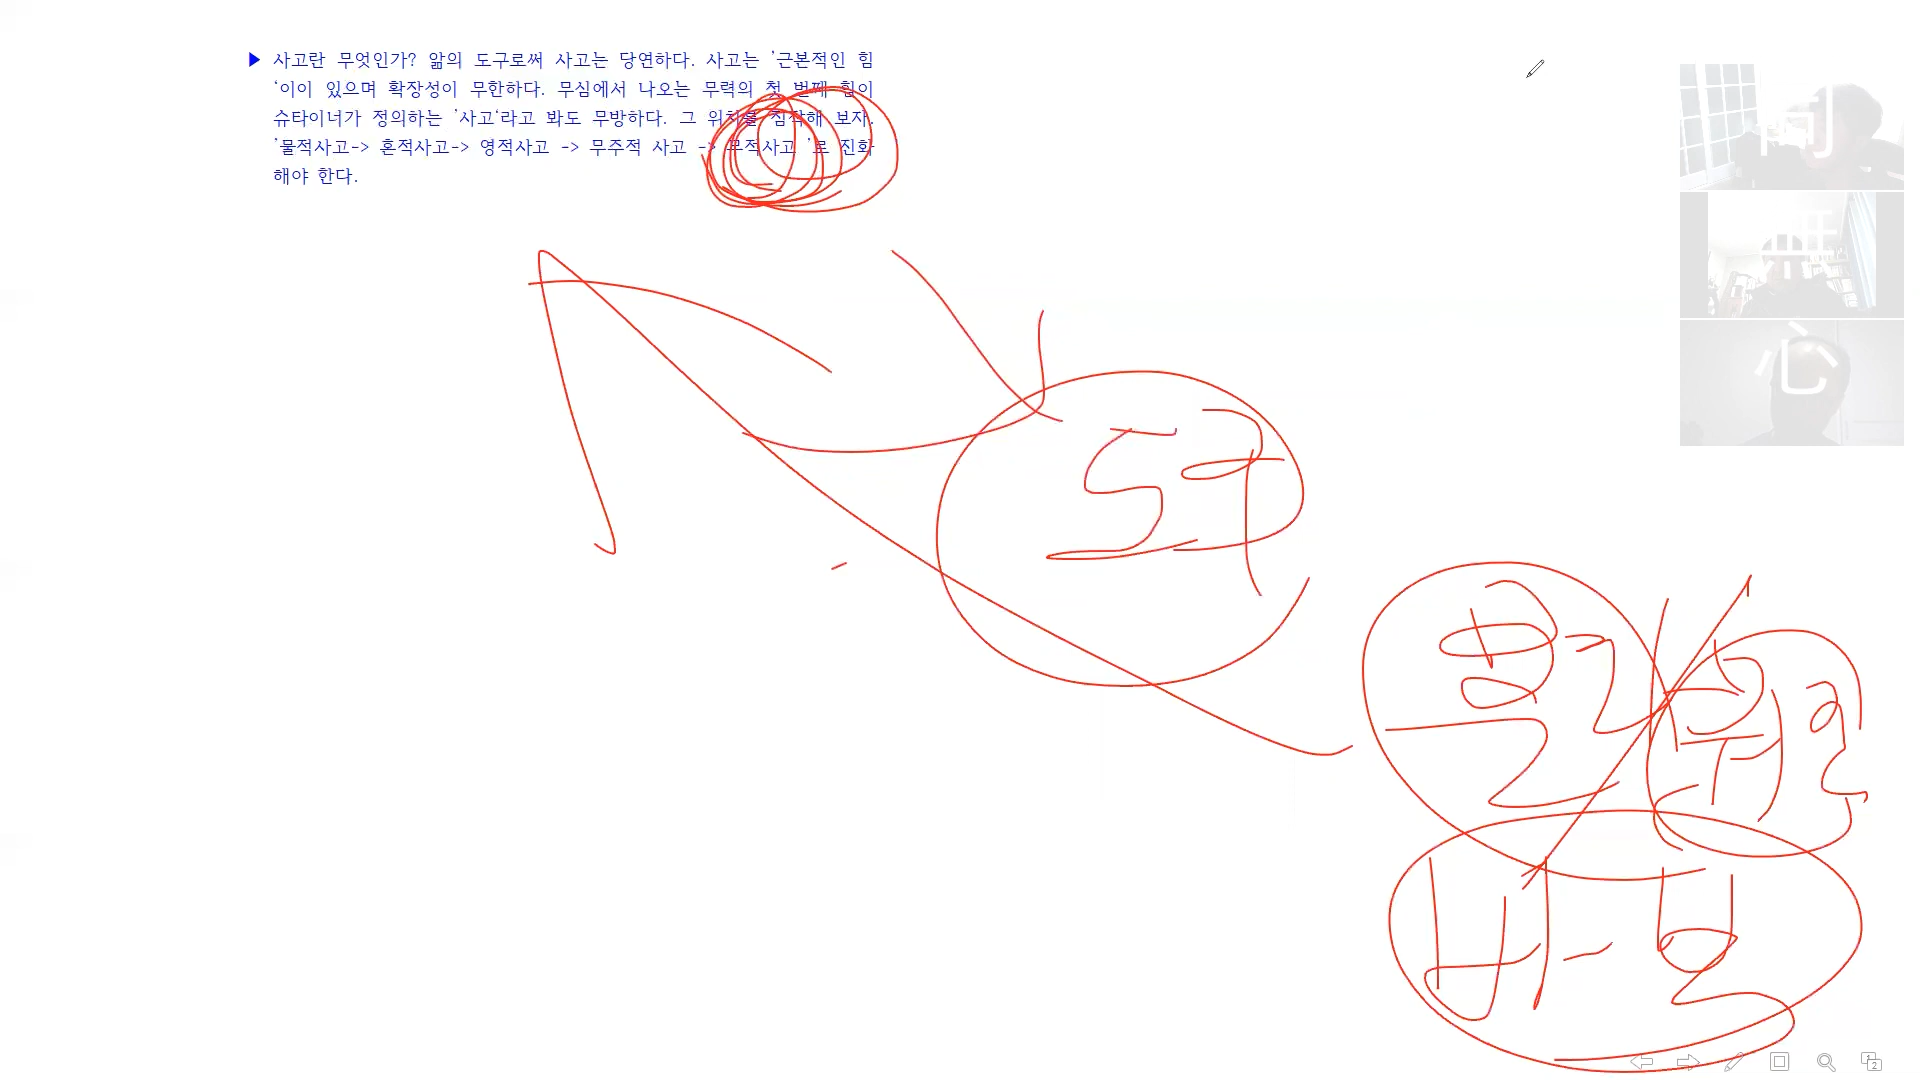 ▶ 사고란 무엇인가? 앎의 도구로써 사고는 당연하다. 사고는 '근본적인 힘
'이이 있으며 확장성이 무한하다. 무심에서 나오는 무력의 첫 번째 힘이
슈타이너가 정의하는 '사고'라고 봐도 무방하다. 그 위치를 짐작해 보자.
'물적사고-> 혼적사고-> 영적사고 -> 무주적 사고 -> 무적사고 '로 진화
해야 한다.
向
心
도구